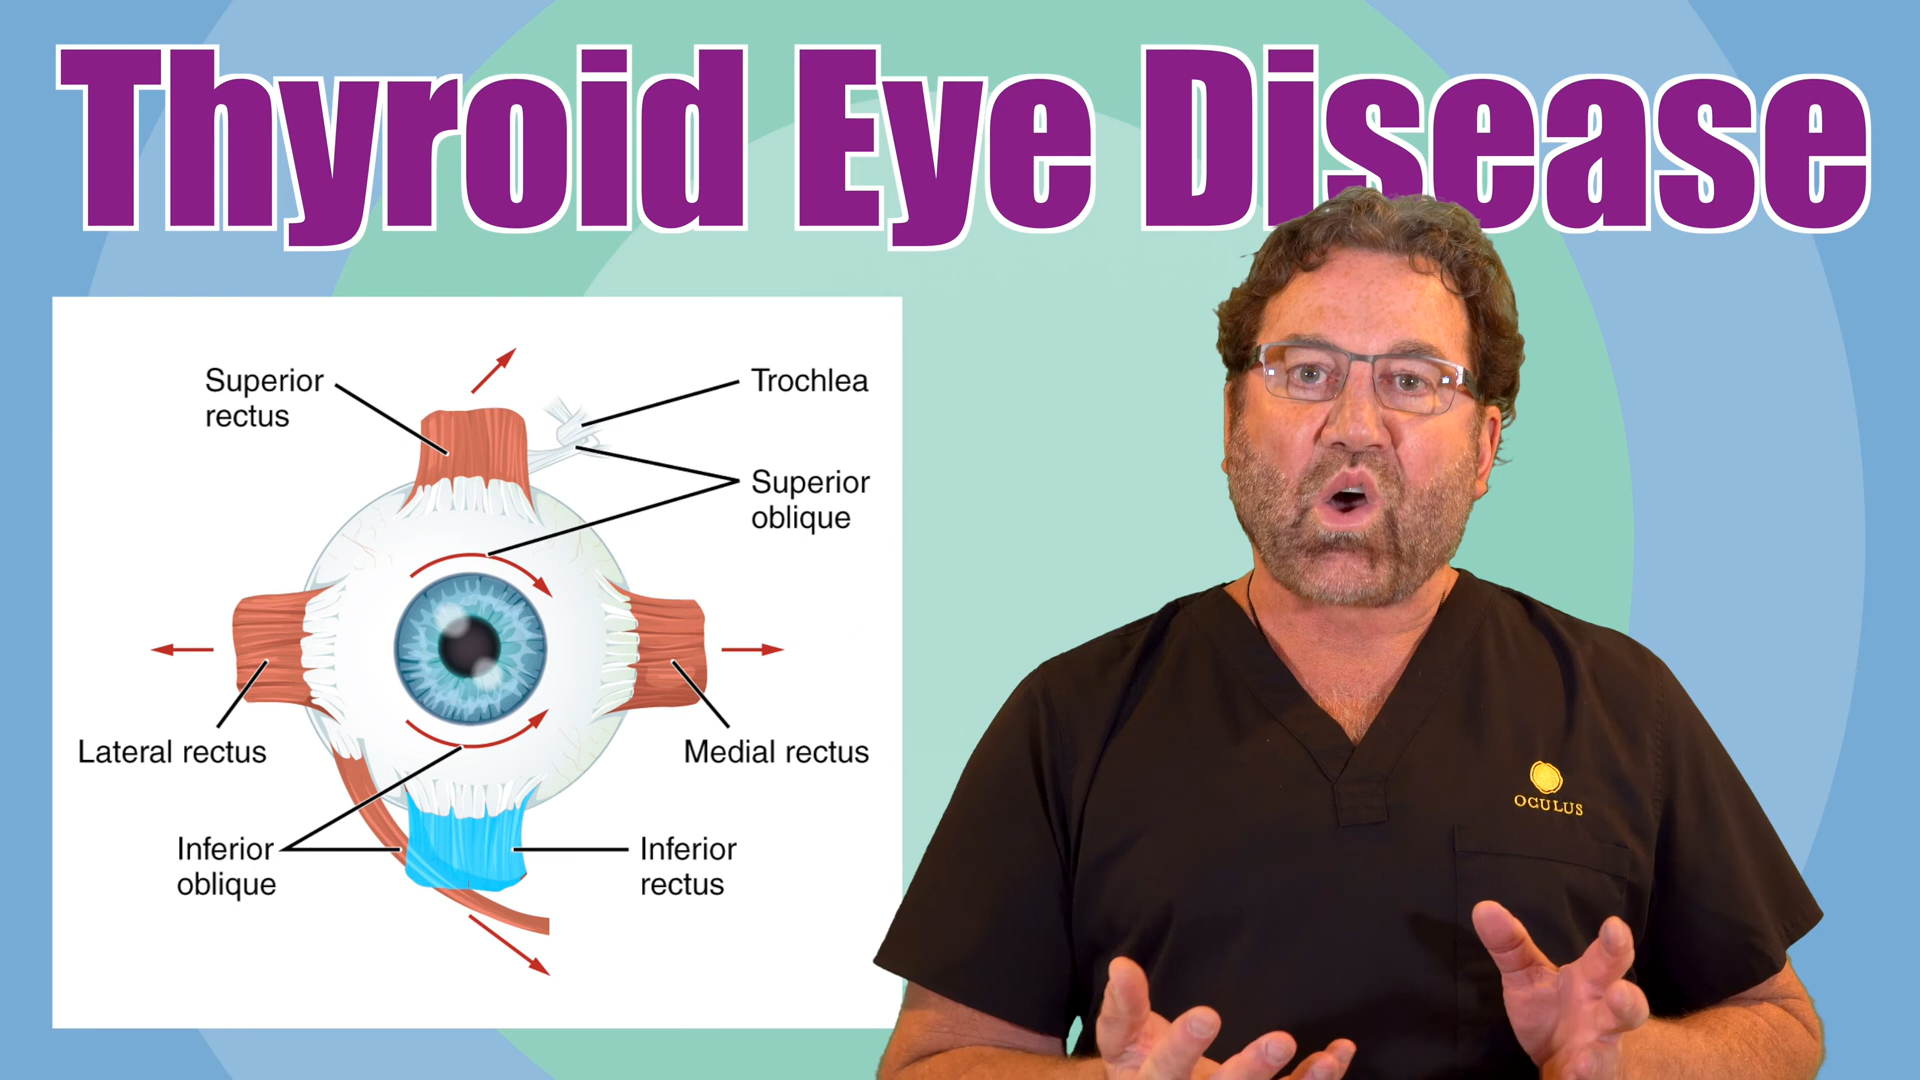 Thyroid Eye Disease
Superior
rectus
Trochlea
Superior
oblique
Lateral rectus
Medial rectus
Inferior
oblique
Inferior
rectus
OCULUS